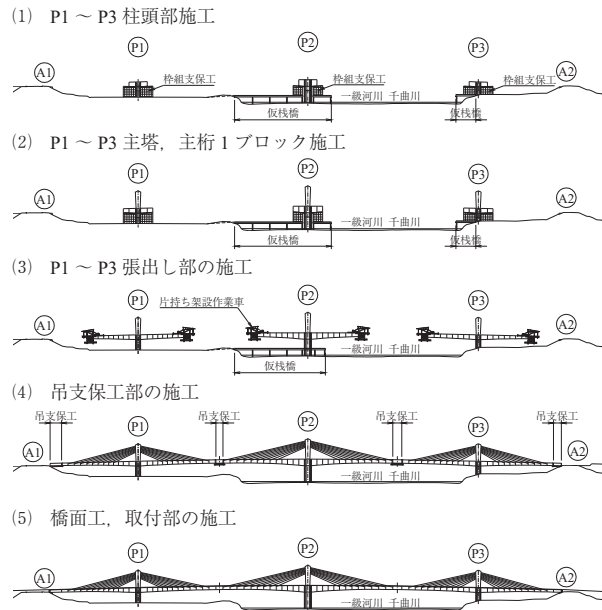 (1) P1 ～ P3 柱頭部施工
P1 P2 P3
A1 A2
枠組支保工 枠組支保工 枠組支保工
一級河川 千曲川
仮桟橋 仮桟橋
(2) P1 ～ P3 主塔，主桁 1 ブロック施工
P1 P2 P3
A1 A2
一級河川 千曲川
仮桟橋 仮桟橋
(3) P1 ～ P3 張出し部の施工
P1 片持ち架設作業車 P2 P3
A1 A2
一級河川 千曲川
仮桟橋
(4) 吊支保工部の施工
吊支保工 吊支保工 吊支保工 吊支保工
P1 P2 P3
A1 A2
一級河川 千曲川
(5) 橋面工，取付部の施工
P1 P2 P3
A1 A2
一級河川 千曲川